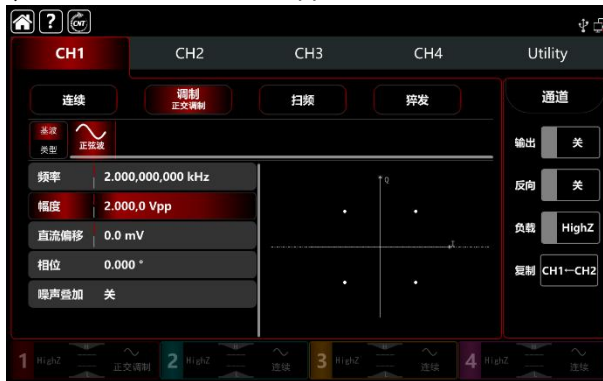 ? CNT
CH1 CH2 CH3 CH4 Utility
连续 调制 扫频 猝发 通道
正交调制
基波
类型 正弦波
输出 关
频率 2.000,000,000 kHz
反向 关
幅度 2.000,0 Vpp
负载 HighZ
直流偏移 0.0 mV
相位 0.000 °
复制 CH1←CH2
噪声叠加 关
Q
I
1 HighZ 正交调制 2 HighZ 连续 3 HighZ 连续 4 HighZ 连续